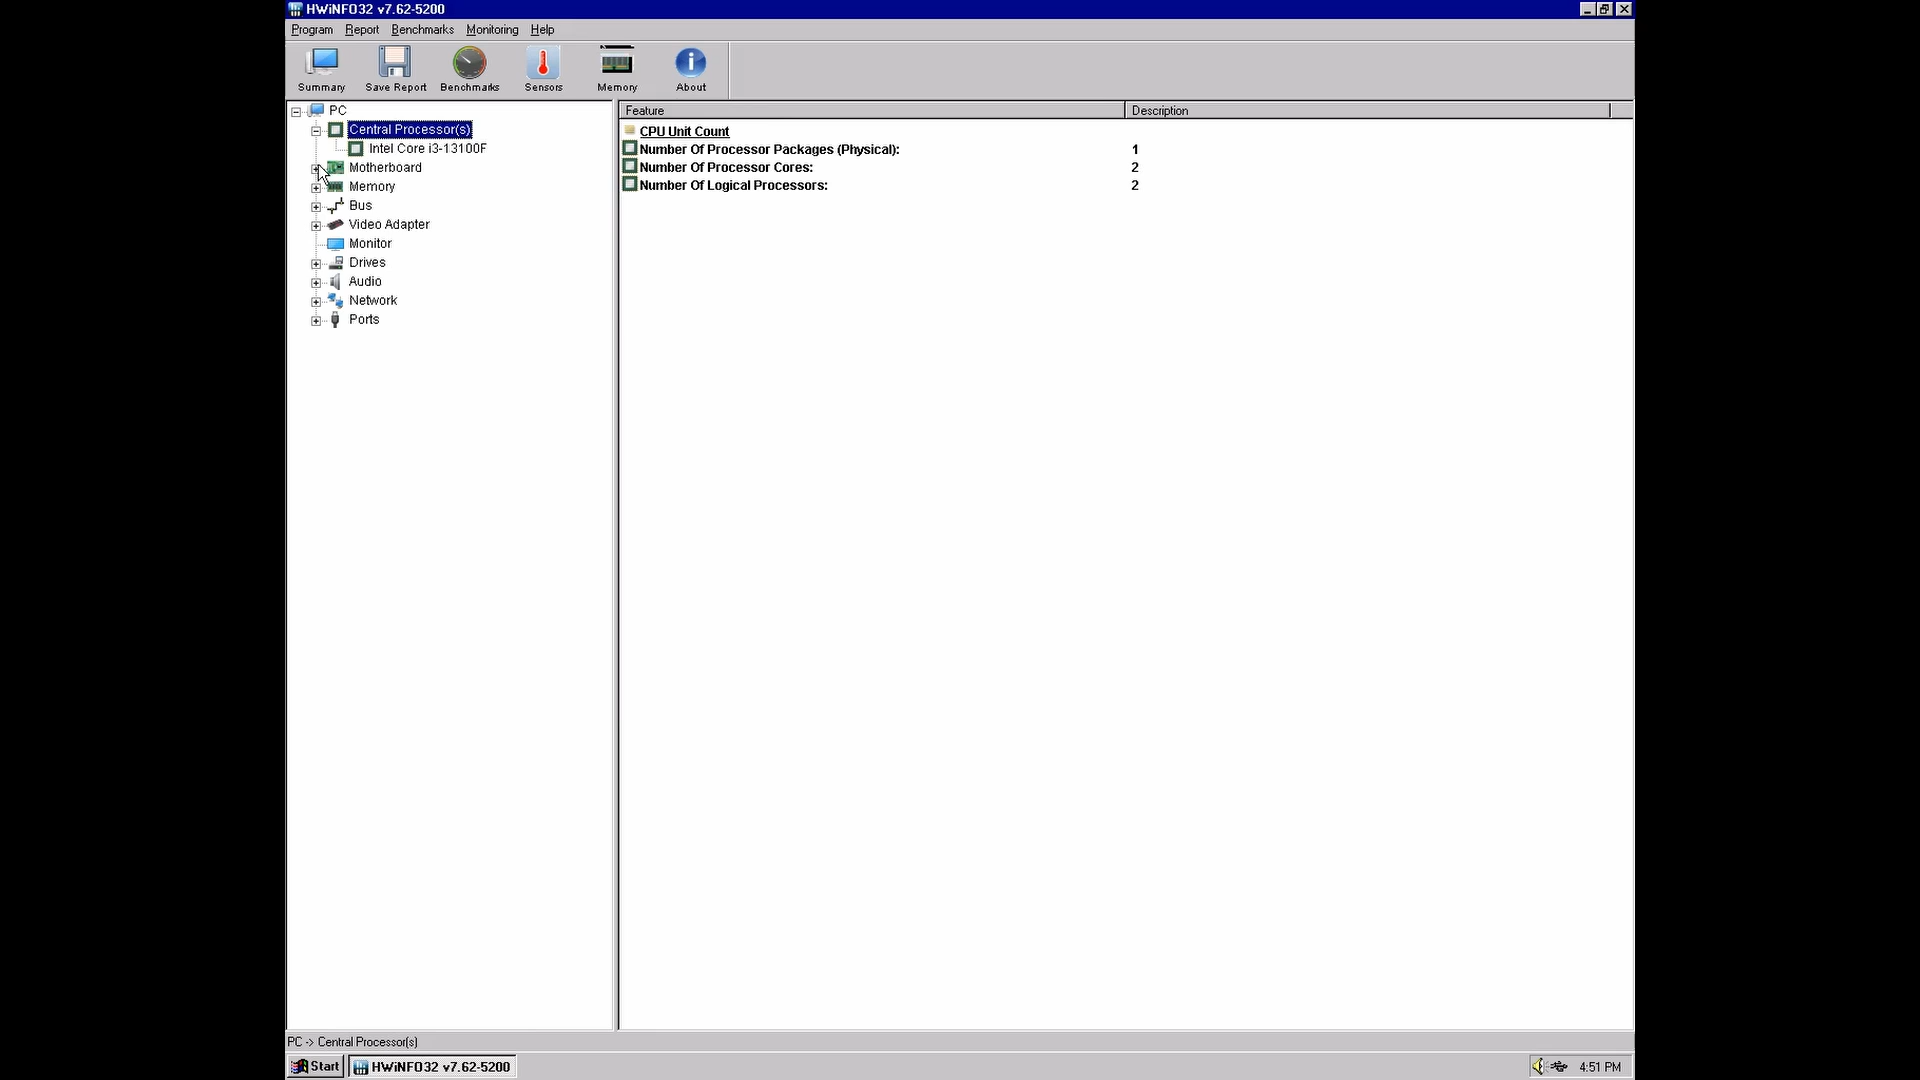 HWiNFO32 v7.62-5200
Program Report Benchmarks Monitoring Help
Summary Save Report Benchmarks Sensors Memory About
PC
Central Processor(s)
Intel Core i3-13100F
Motherboard
Memory
Bus
Video Adapter
Monitor
Drives
Audio
Network
Ports
Feature Description
CPU Unit Count
Number Of Processor Packages (Physical): 1
Number Of Processor Cores: 2
Number Of Logical Processors: 2
PC -> Central Processor(s)
Start HWiNFO32 v7.62-5200 4:51 PM